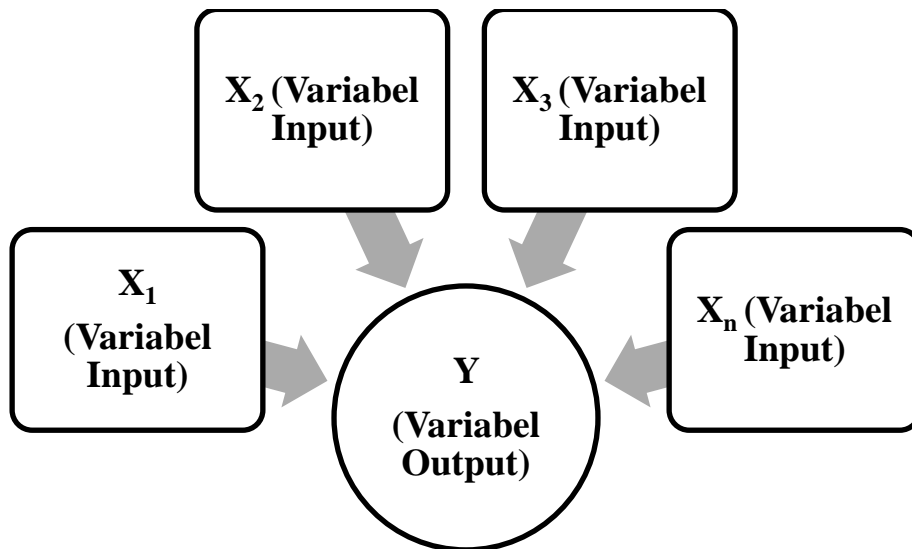 X₂ (Variabel
Input)
X₃ (Variabel
Input)
X₁
(Variabel
Input)
Xₙ (Variabel
Input)
Y
(Variabel
Output)